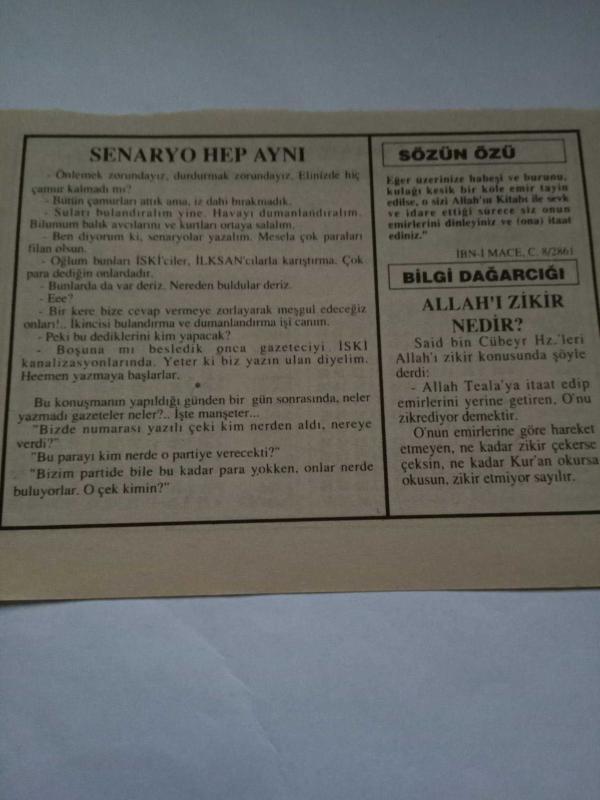 SENARYO HEP AYNI
- Önlemek zorundayız, durdurmak zorundayız. Elinizde hiç
çamur kalmadı mı?
- Bütün çamurları attık ama, iz dahi bırakmadık.
- Suları bulandıralım yine. Havayı dumanlandıralım.
Bilumum balık avcılarını ve kurtları ortaya salalım.
- Ben diyorum ki, senaryolar yazalım. Mesela çok paraları
filan olsun.
- Oğlum bunları İSKİ'ciler, İLKSAN'cılarla karıştırma. Çok
para dediğin onlardadır.
- Bunlarda da var deriz. Nereden buldular deriz.
- Eee?
- Bir kere bize cevap vermeye zorlayarak meşgul edeceğiz
onları!.. İkincisi bulandırma ve dumanlandırma işi canım.
- Peki bu dediklerini kim yapacak?
- Boşuna mı besledik onca gazeteciyi İSKİ
kanalizasyonlarında. Yeter ki biz yazın ulan diyelim.
Heemen yazmaya başlarlar.
Bu konuşmanın yapıldığı günden bir gün sonrasında, neler
yazmadı gazeteler neler?.. İşte manşeter...
"Bizde numarası yazılı çeki kim nerden aldı, nereye
verdi?"
"Bu parayı kim nerde o partiye verecekti?"
"Bizim partide bile bu kadar para yokken, onlar nerde
buluyorlar. O çek kimin?"
SÖZÜN ÖZÜ
Eğer üzerinize habeşi ve burunu,
kulağı kesik bir köle emir tayin
edilse, o sizi Allah'ın Kitabı ile sevk
ve idare ettiği sürece siz onun
emirlerini dinleyiniz ve (ona) itaat
ediniz."
İBN-İ MACE, C. 8/2861
BİLGİ DAĞARCIĞI
ALLAH'I ZİKİR
NEDİR?
Said bin Cübeyr Hz.'leri
Allah'ı zikir konusunda şöyle
derdi:
- Allah Teala'ya itaat edip
emirlerini yerine getiren, O'nu
zikrediyor demektir.
O'nun emirlerine göre hareket
etmeyen, ne kadar zikir çekerse
çeksin, ne kadar Kur'an okursa
okusun, zikir etmiyor sayılır.